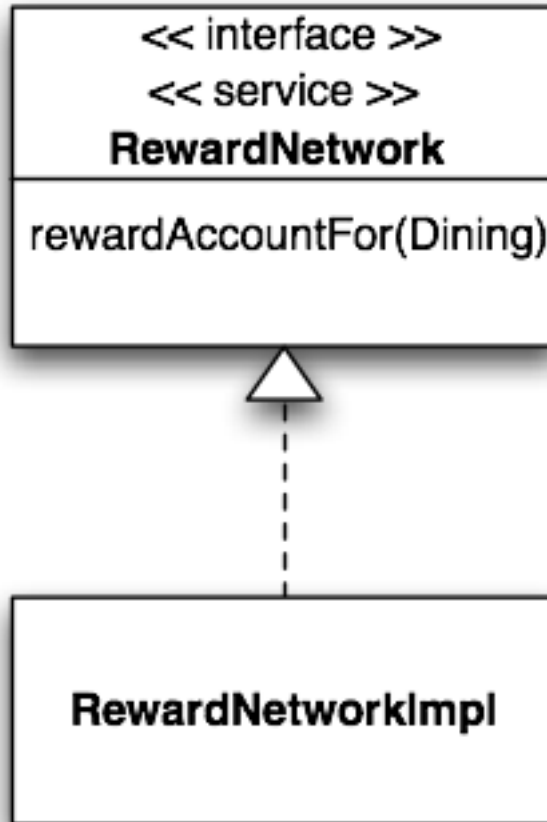 << interface >>
<< service >>
RewardNetwork
rewardAccountFor(Dining)
RewardNetworkImpl